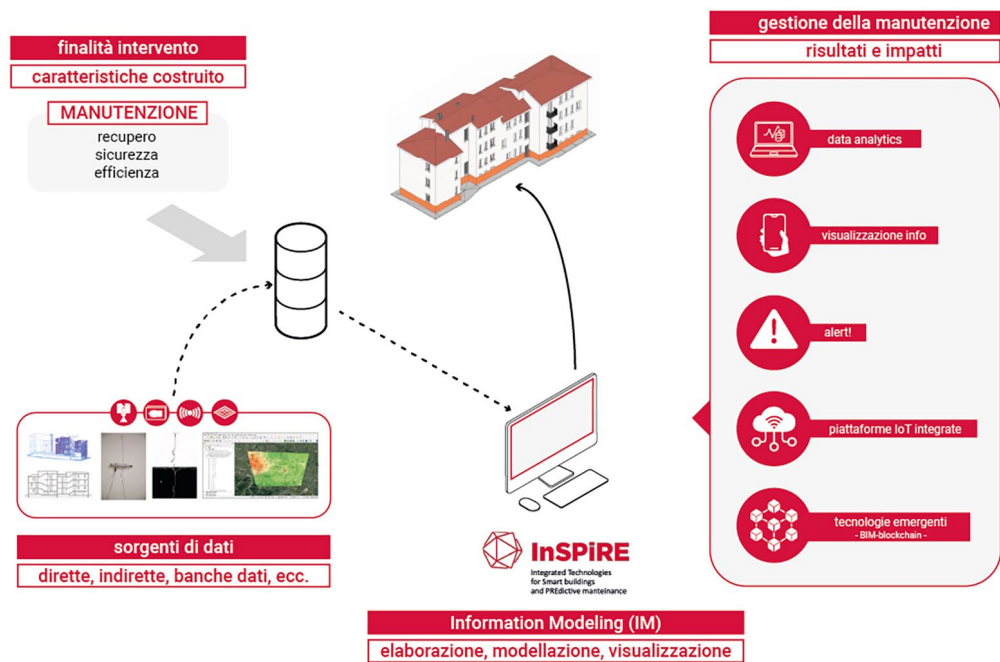 finalità intervento
caratteristiche costruito
MANUTENZIONE
recupero
sicurezza
efficienza
sorgenti di dati
dirette, indirette, banche dati, ecc.
InSPiRE
Integrated Technologies
for Smart buildings
and PREdictive manteinance
Information Modeling (IM)
elaborazione, modellazione, visualizzazione
gestione della manutenzione
risultati e impatti
data analytics
visualizzazione info
alert!
piattaforme IoT integrate
tecnologie emergenti
- BIM-blockchain -